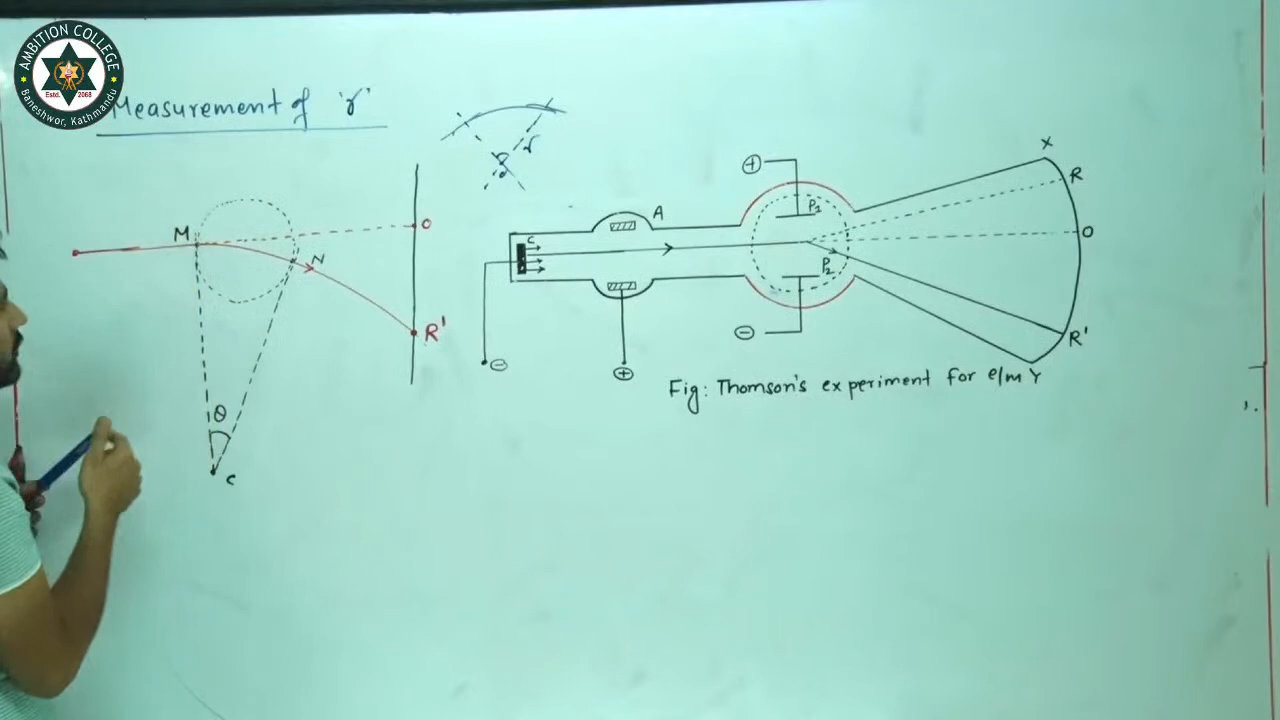 AMBITION COLLEGE
Estd. 2068
Baneshwor, Kathmandu
Measurement of 'r'
r
M
O
N
R'
θ
C
⊕
X
R
A
P1
C
O
P2
⊖
R'
⊖
⊕
Fig: Thomson's experiment for e/m